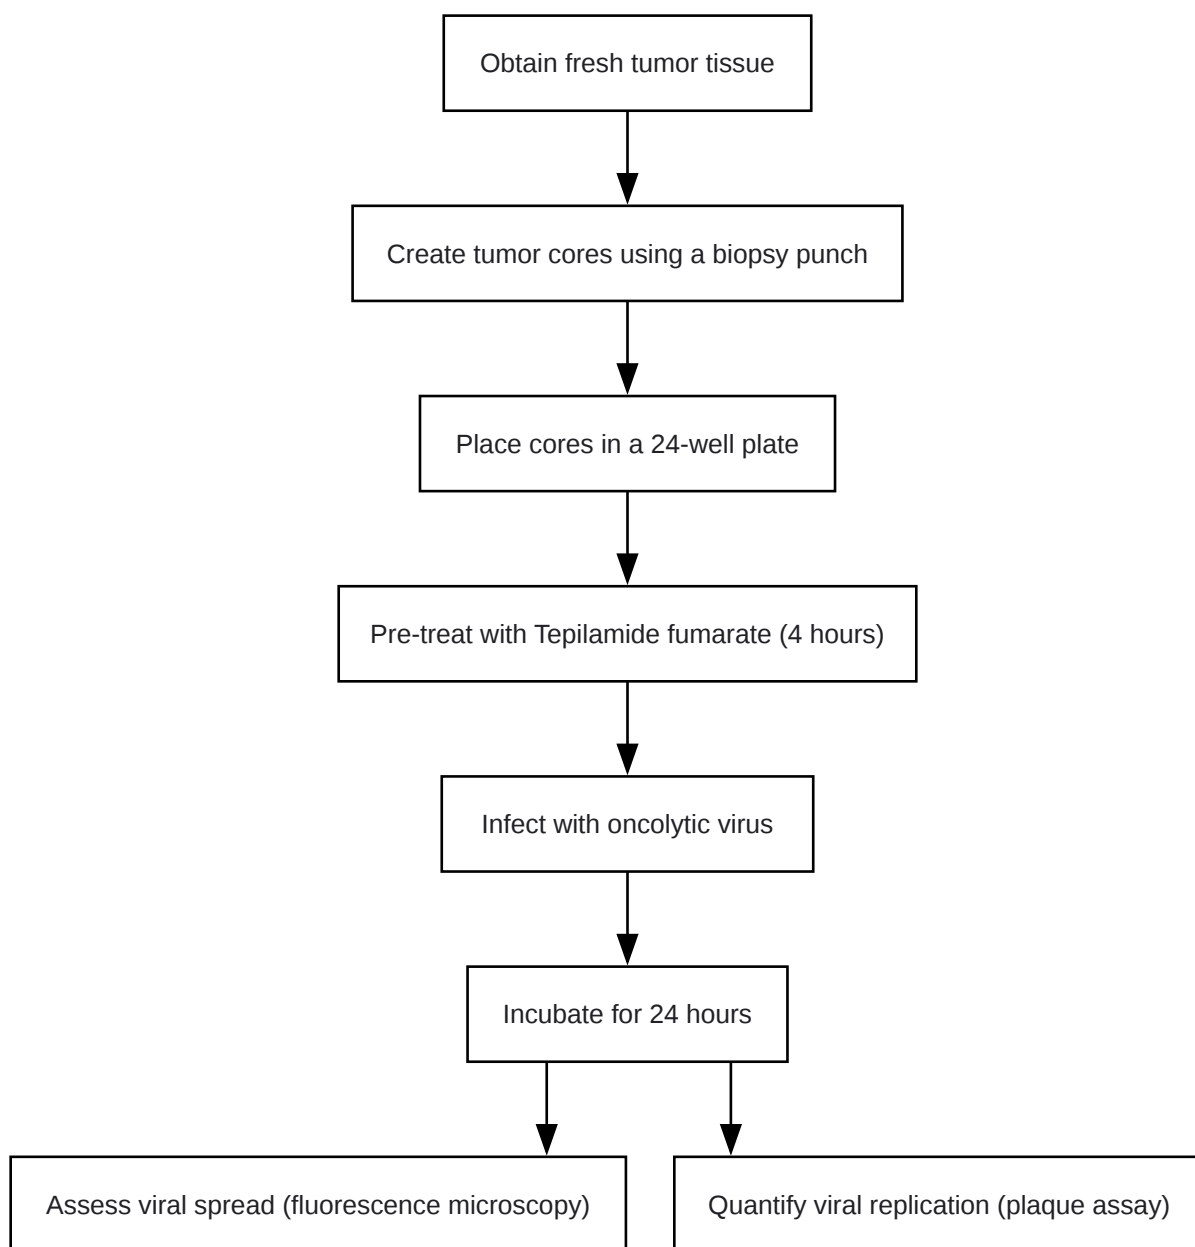 Obtain fresh tumor tissue
Create tumor cores using a biopsy punch
Place cores in a 24-well plate
Pre-treat with Tepilamide fumarate (4 hours)
Infect with oncolytic virus
Incubate for 24 hours
Assess viral spread (fluorescence microscopy)
Quantify viral replication (plaque assay)